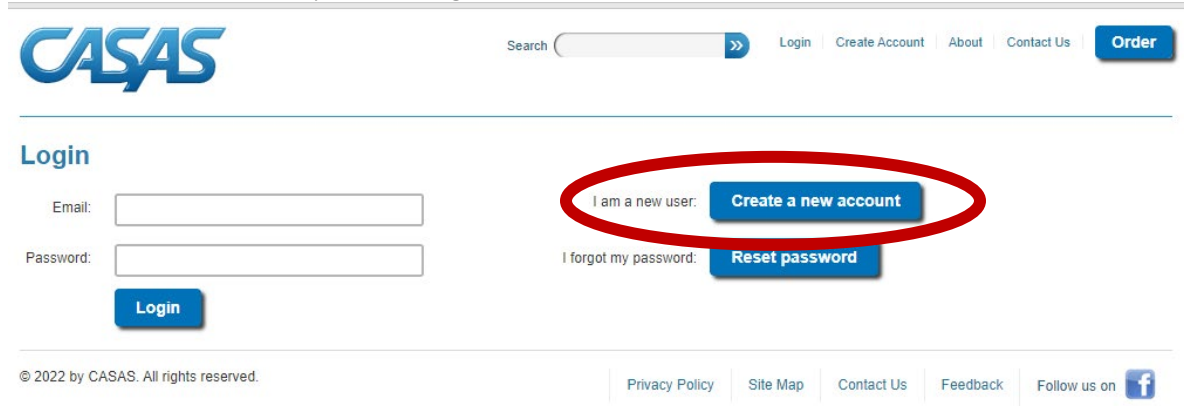 CASAS
Search » Login Create Account About Contact Us Order
Login
Email:
I am a new user: Create a new account
Password:
I forgot my password: Reset password
Login
© 2022 by CASAS. All rights reserved.
Privacy Policy Site Map Contact Us Feedback Follow us on f